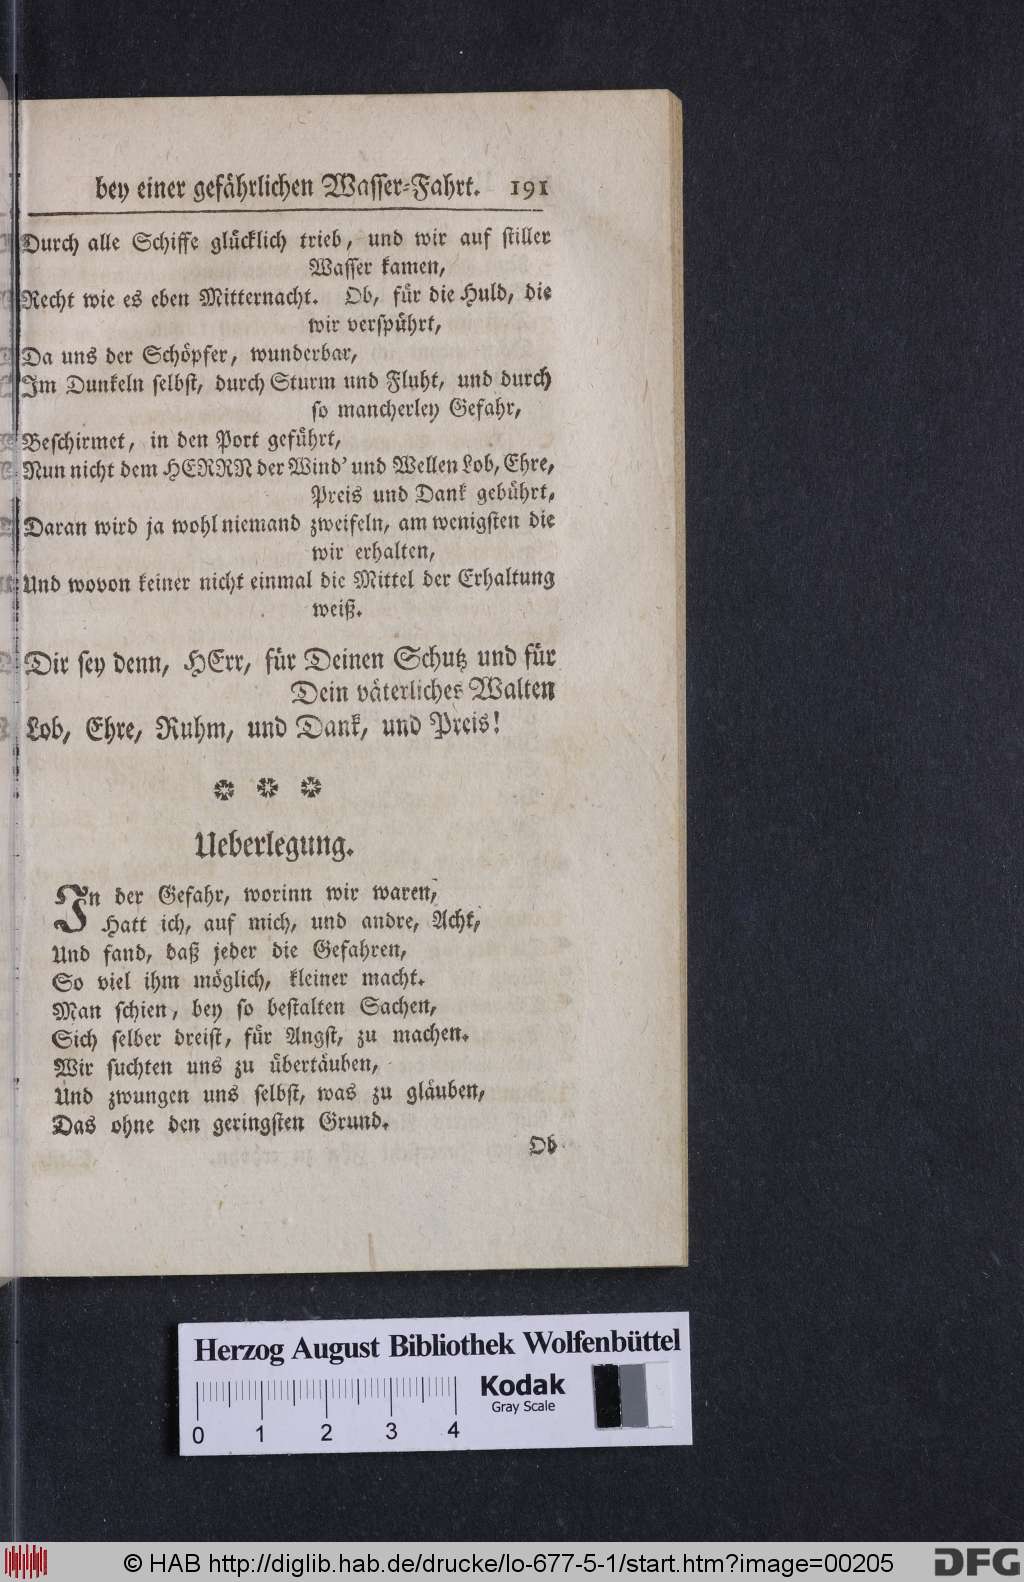 bey einer gefährlichen Wasser-Fahrt. 191
Durch alle Schiffe glücklich trieb, und wir auf stiller
Wasser kamen,
Recht wie es eben Mitternacht. Ob, für die Huld, die
wir verspührt,
Da uns der Schöpfer, wunderbar,
Im Dunkeln selbst, durch Sturm und Fluht, und durch
so mancherley Gefahr,
Beschirmet, in den Port geführt,
Nun nicht dem HERRN der Wind' und Wellen Lob, Ehre,
Preis und Dank gebührt,
Daran wird ja wohl niemand zweifeln, am wenigsten die
wir erhalten,
Und wovon keiner nicht einmal die Mittel der Erhaltung
weiß.
Dir sey denn, HErr, für Deinen Schutz und für
Dein väterliches Walten
Lob, Ehre, Ruhm, und Dank, und Preis!
Ueberlegung.
In der Gefahr, worinn wir waren,
Hatt ich, auf mich, und andre, Acht,
Und fand, daß jeder die Gefahren,
So viel ihm möglich, kleiner macht.
Man schien, bey so bestalten Sachen,
Sich selber dreist, für Angst, zu machen.
Wir suchten uns zu übertäuben,
Und zwungen uns selbst, was zu gläuben,
Das ohne den geringsten Grund.
Ob
Herzog August Bibliothek Wolfenbüttel
Kodak
Gray Scale
0 1 2 3 4
© HAB http://diglib.hab.de/drucke/lo-677-5-1/start.htm?image=00205
DFG